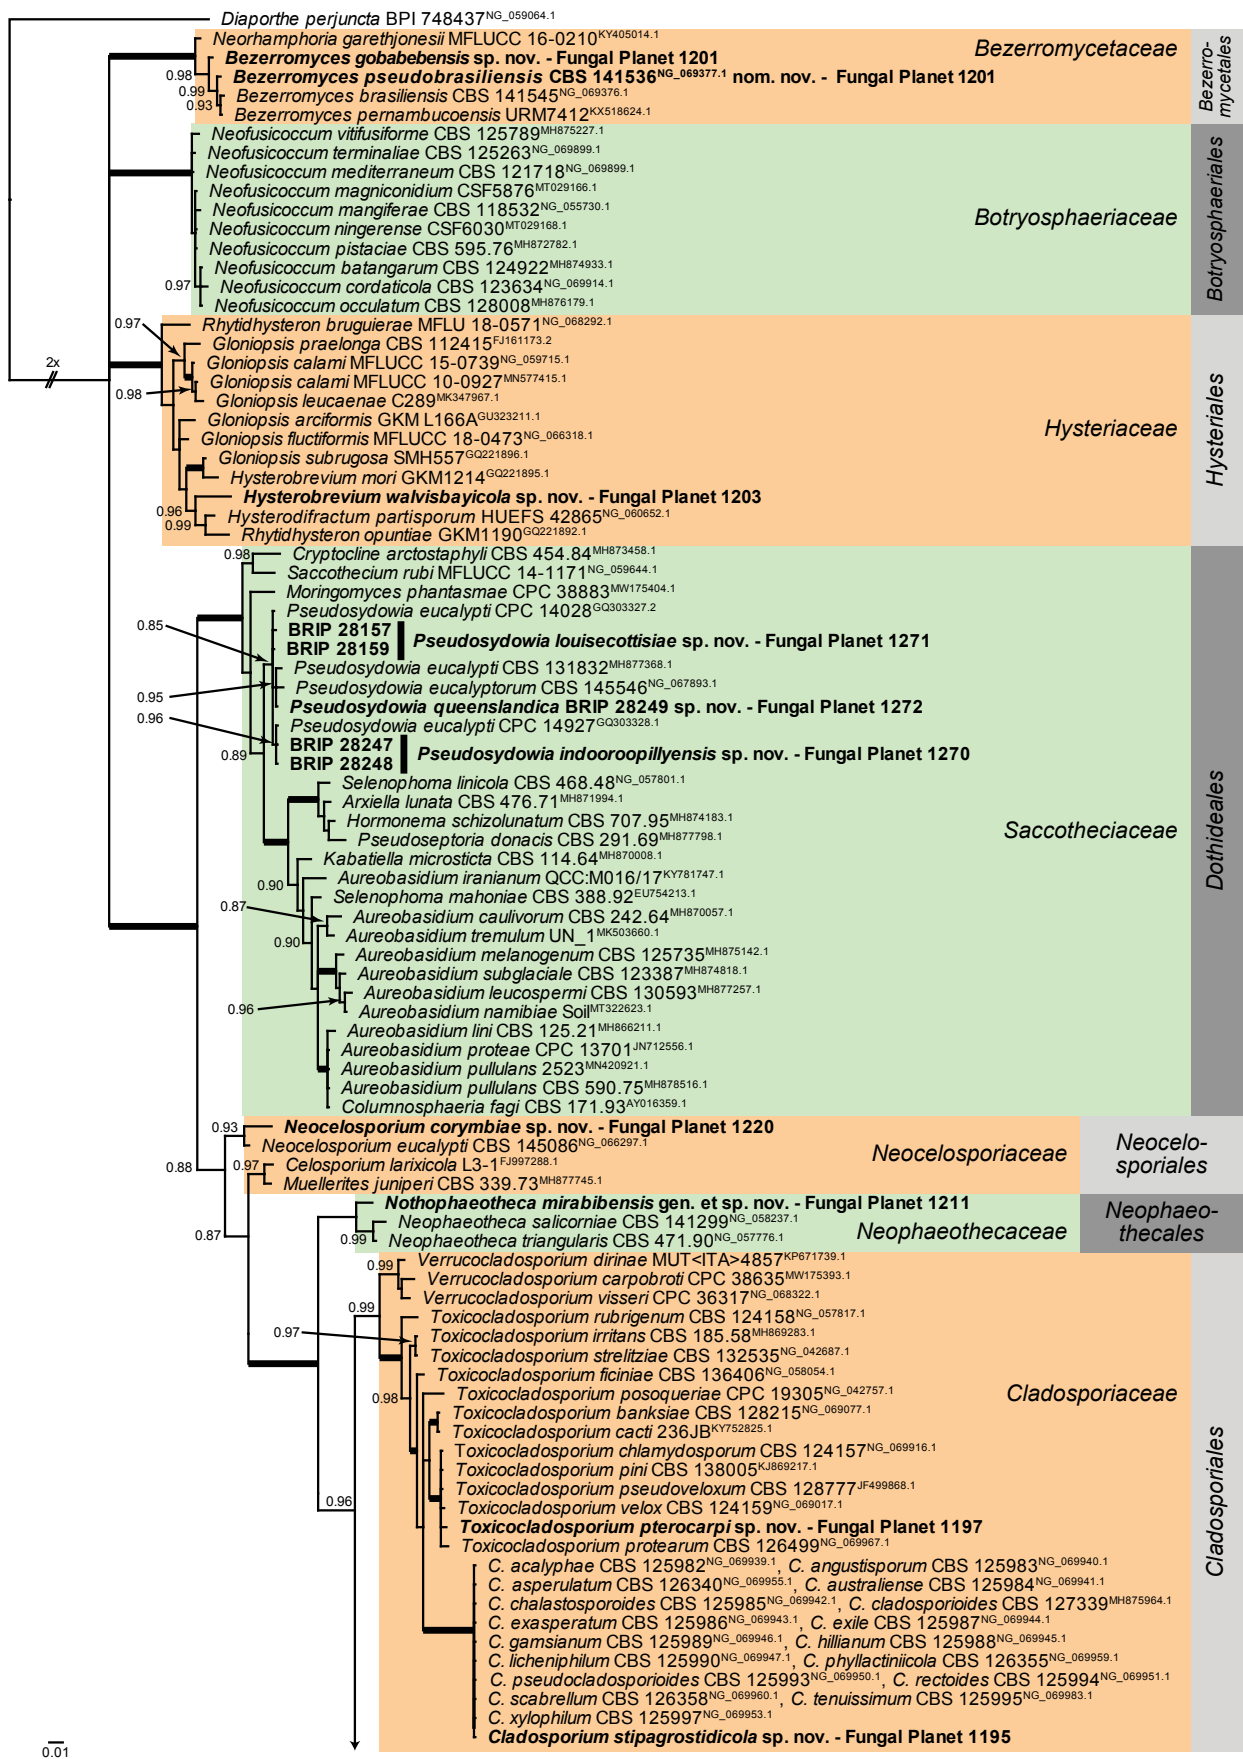 Diaporthe perjuncta BPI 748437NG_059064.1
Neorhamphoria garethjonesii MFLUCC 16-0210KY405014.1
Bezerromycetaceae
Bezerro-
mycetales
Bezerromyces gobabebensis sp. nov. - Fungal Planet 1201
0.98
Bezerromyces pseudobrasiliensis CBS 141536NG_069377.1 nom. nov. - Fungal Planet 1201
0.99
Bezerromyces brasiliensis CBS 141545NG_069376.1
0.93
Bezerromyces pernambucoensis URM7412KX518624.1
Neofusicoccum vitifusiforme CBS 125789MH875227.1
Neofusicoccum terminaliae CBS 125263NG_069899.1
Neofusicoccum mediterraneum CBS 121718NG_069899.1
Neofusicoccum magniconidium CSF5876MT029166.1
Neofusicoccum mangiferae CBS 118532NG_055730.1
Botryosphaeriaceae
Botryosphaeriales
Neofusicoccum ningerense CSF6030MT029168.1
Neofusicoccum pistaciae CBS 595.76MH872782.1
Neofusicoccum batangarum CBS 124922MH874933.1
0.97
Neofusicoccum cordaticola CBS 123634NG_069914.1
Neofusicoccum occulatum CBS 128008MH876179.1
0.97
Rhytidhysteron bruguierae MFLU 18-0571NG_068292.1
Gloniopsis praelonga CBS 112415FJ161173.2
2x
Gloniopsis calami MFLUCC 15-0739NG_059715.1
Gloniopsis calami MFLUCC 10-0927MN577415.1
0.98
Gloniopsis leucaenae C289MK347967.1
Gloniopsis arciformis GKM L166AGU323211.1
Hysteriaceae
Hysteriales
Gloniopsis fluctiformis MFLUCC 18-0473NG_066318.1
Gloniopsis subrugosa SMH557GQ221896.1
Hysterobrevium mori GKM1214GQ221895.1
Hysterobrevium walvisbayicola sp. nov. - Fungal Planet 1203
0.96
Hysterodifractum partisporum HUEFS 42865NG_060652.1
0.99
Rhytidhysteron opuntiae GKM1190GQ221892.1
0.98
Cryptocline arctostaphyli CBS 454.84MH873458.1
Saccothecium rubi MFLUCC 14-1171NG_059644.1
Moringomyces phantasmae CPC 38883MW175404.1
Pseudosydowia eucalypti CPC 14028GQ303327.2
0.85
BRIP 28157
BRIP 28159
Pseudosydowia louisecottisiae sp. nov. - Fungal Planet 1271
Pseudosydowia eucalypti CBS 131832MH877368.1
0.95
Pseudosydowia eucalyptorum CBS 145546NG_067893.1
Pseudosydowia queenslandica BRIP 28249 sp. nov. - Fungal Planet 1272
0.96
Pseudosydowia eucalypti CPC 14927GQ303328.1
BRIP 28247
BRIP 28248
Pseudosydowia indooroopillyensis sp. nov. - Fungal Planet 1270
0.89
Selenophoma linicola CBS 468.48NG_057801.1
Arxiella lunata CBS 476.71MH871994.1
Hormonema schizolunatum CBS 707.95MH874183.1
Saccotheciaceae
Dothideales
Pseudoseptoria donacis CBS 291.69MH877798.1
Kabatiella microsticta CBS 114.64MH870008.1
0.90
Aureobasidium iranianum QCC:M016/17KY781747.1
Selenophoma mahoniae CBS 388.92EU754213.1
0.87
Aureobasidium caulivorum CBS 242.64MH870057.1
0.90
Aureobasidium tremulum UN_1MK503660.1
Aureobasidium melanogenum CBS 125735MH875142.1
Aureobasidium subglaciale CBS 123387MH874818.1
Aureobasidium leucospermi CBS 130593MH877257.1
0.96
Aureobasidium namibiae SoilMT322623.1
Aureobasidium lini CBS 125.21MH866211.1
Aureobasidium proteae CPC 13701JN712556.1
Aureobasidium pullulans 2523MN420921.1
Aureobasidium pullulans CBS 590.75MH878516.1
Columnosphaeria fagi CBS 171.93AY016359.1
0.93
Neocelosporium corymbiae sp. nov. - Fungal Planet 1220
Neocelosporium eucalypti CBS 145086NG_066297.1
Neocelosporiaceae
Neocelo-
sporiales
0.88
0.97
Celosporium larixicola L3-1FJ997288.1
Muellerites juniperi CBS 339.73MH877745.1
Nothophaeotheca mirabibensis gen. et sp. nov. - Fungal Planet 1211
Neophaeotheca salicorniae CBS 141299NG_058237.1
Neophaeothecaceae
Neophaeo-
thecales
0.87
0.99
Neophaeotheca triangularis CBS 471.90NG_057776.1
Verrucocladosporium dirinae MUT<ITA>4857KP671739.1
0.99
Verrucocladosporium carpobroti CPC 38635MW175393.1
Verrucocladosporium visseri CPC 36317NG_068322.1
0.99
Toxicocladosporium rubrigenum CBS 124158NG_057817.1
0.97
Toxicocladosporium irritans CBS 185.58MH869283.1
Toxicocladosporium strelitziae CBS 132535NG_042687.1
Toxicocladosporium ficiniae CBS 136406NG_058054.1
0.98
Toxicocladosporium posoqueriae CPC 19305NG_042757.1
Cladosporiaceae
Cladosporiales
Toxicocladosporium banksiae CBS 128215NG_069077.1
Toxicocladosporium cacti 236JBKY752825.1
Toxicocladosporium chlamydosporum CBS 124157NG_069916.1
Toxicocladosporium pini CBS 138005KJ869217.1
Toxicocladosporium pseudoveloxum CBS 128777JF499868.1
0.96
Toxicocladosporium velox CBS 124159NG_069017.1
Toxicocladosporium pterocarpi sp. nov. - Fungal Planet 1197
Toxicocladosporium protearum CBS 126499NG_069967.1
C. acalyphae CBS 125982NG_069939.1, C. angustisporum CBS 125983NG_069940.1,
C. asperulatum CBS 126340NG_069955.1, C. australiense CBS 125984NG_069941.1,
C. chalastosporoides CBS 125985NG_069942.1, C. cladosporioides CBS 127339MH875964.1,
C. exasperatum CBS 125986NG_069943.1, C. exile CBS 125987NG_069944.1,
C. gamsianum CBS 125989NG_069946.1, C. hillianum CBS 125988NG_069945.1,
C. licheniphilum CBS 125990NG_069947.1, C. phyllactiniicola CBS 126355NG_069959.1,
C. pseudocladosporioides CBS 125993NG_069950.1, C. rectoides CBS 125994NG_069951.1,
C. scabrellum CBS 126358NG_069960.1, C. tenuissimum CBS 125995NG_069983.1,
C. xylophilum CBS 125997NG_069953.1
Cladosporium stipagrostidicola sp. nov. - Fungal Planet 1195
0.01